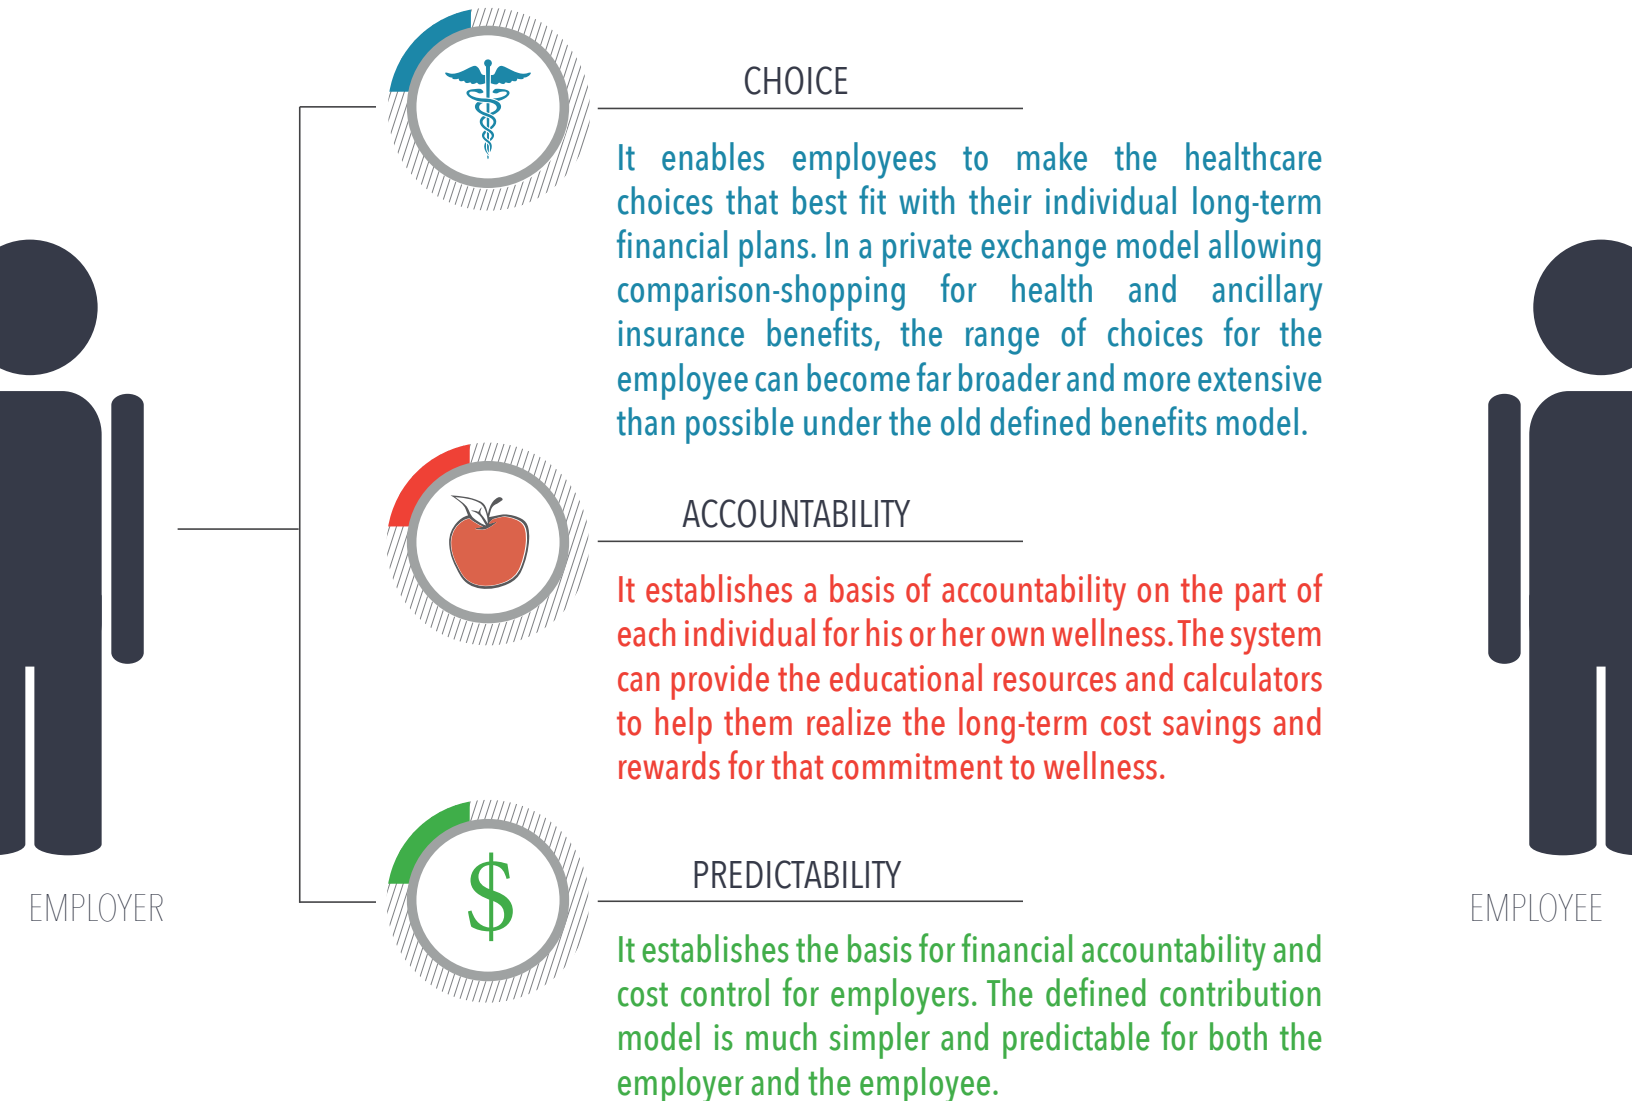 CHOICE
It enables employees to make the healthcare
choices that best fit with their individual long-term
financial plans. In a private exchange model allowing
comparison-shopping for health and ancillary
insurance benefits, the range of choices for the
employee can become far broader and more extensive
than possible under the old defined benefits model.
ACCOUNTABILITY
It establishes a basis of accountability on the part of
each individual for his or her own wellness. The system
can provide the educational resources and calculators
to help them realize the long-term cost savings and
rewards for that commitment to wellness.
$
PREDICTABILITY
It establishes the basis for financial accountability and
cost control for employers. The defined contribution
model is much simpler and predictable for both the
employer and the employee.
EMPLOYER
EMPLOYEE